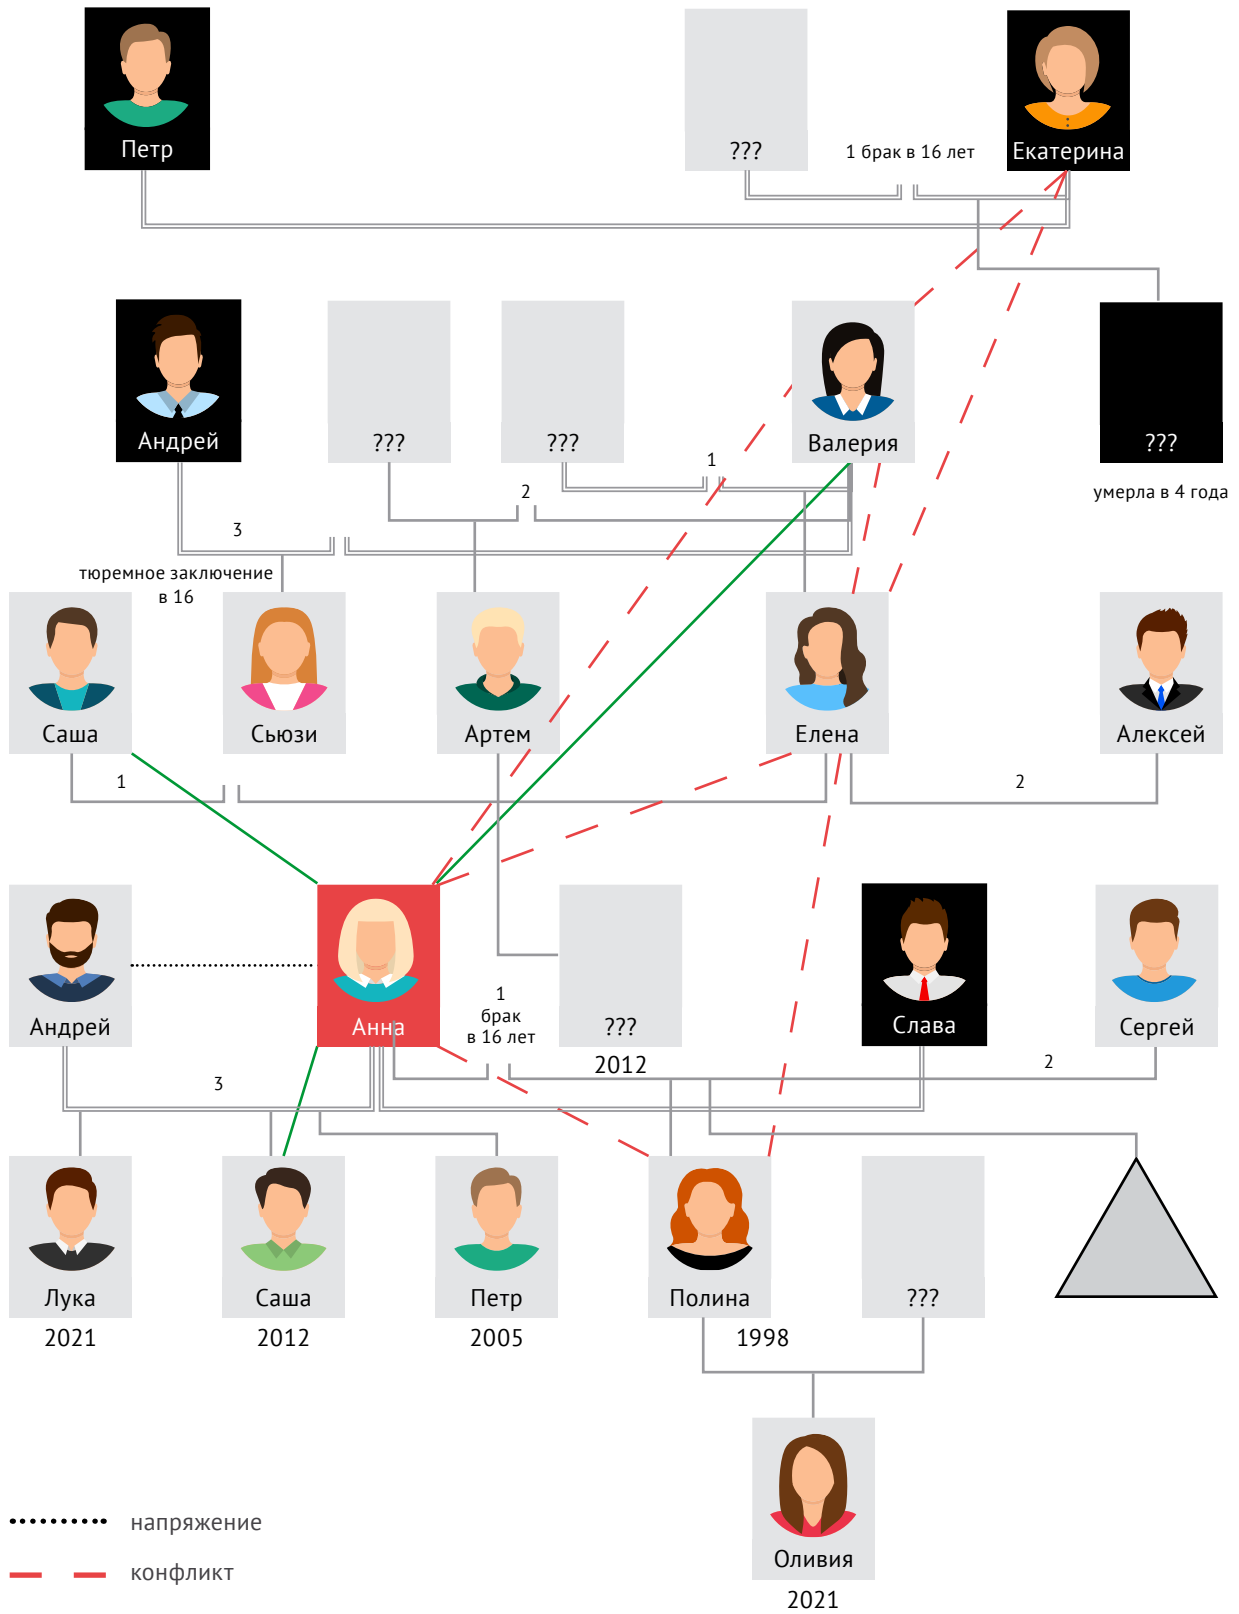 Петр
???
1 брак в 16 лет
Екатерина
Андрей
???
???
1
Валерия
???
умерла в 4 года
2
3
тюремное заключение
в 16
Саша
Сьюзи
Артем
Елена
Алексей
1
2
Андрей
Анна
1
брак
в 16 лет
???
2012
Слава
Сергей
3
2
Лука
2021
Саша
2012
Петр
2005
Полина
1998
???
Оливия
2021
напряжение
конфликт